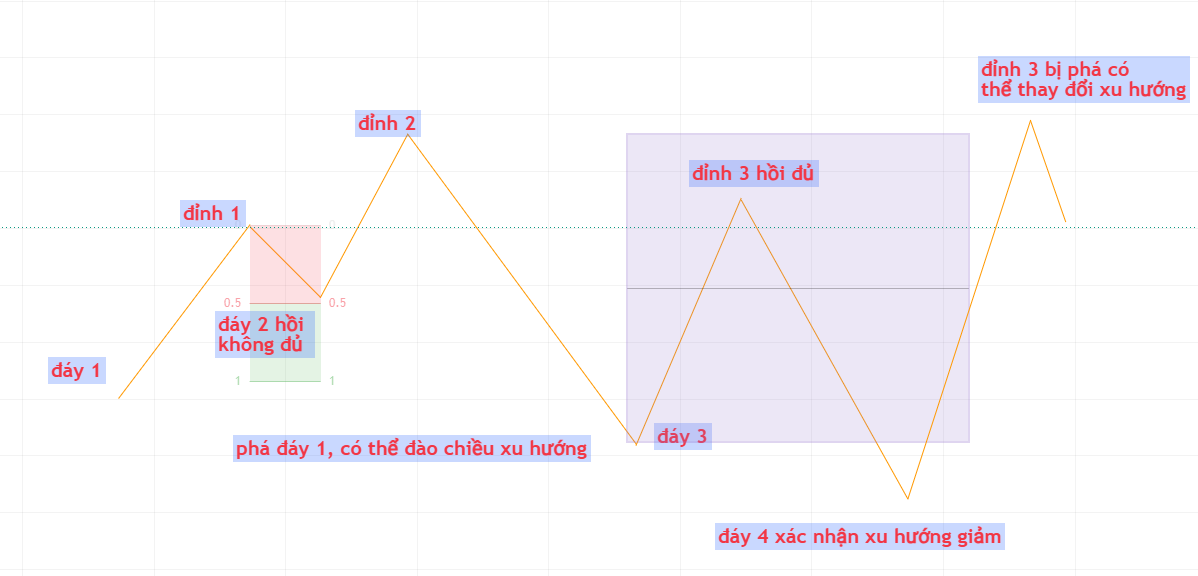 đỉnh 3 bị phá có
thể thay đổi xu hướng
đỉnh 2
đỉnh 3 hồi đủ
đỉnh 1
0
0.5
0.5
đáy 2 hồi
không đủ
đáy 1
1
1
đáy 3
phá đáy 1, có thể đào chiều xu hướng
đáy 4 xác nhận xu hướng giảm